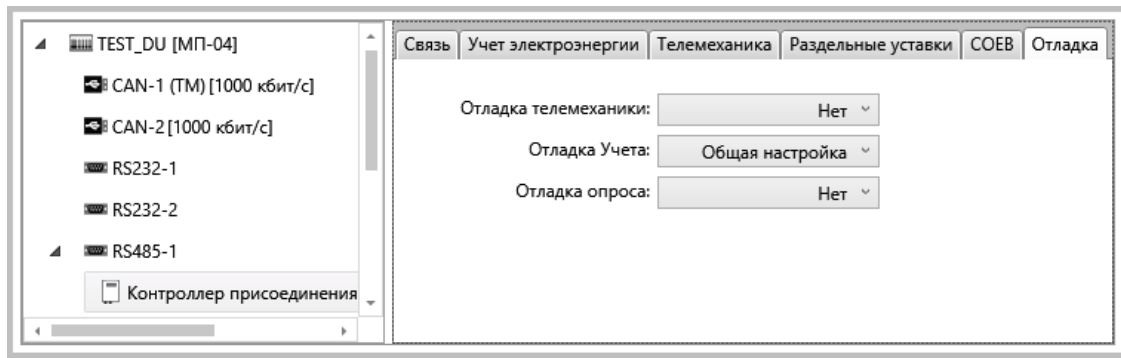 TEST_DU [МП-04]
CAN-1 (ТМ) [1000 кбит/с]
CAN-2 [1000 кбит/с]
RS232-1
RS232-2
RS485-1
Контроллер присоединения
Связь Учет электроэнергии Телемеханика Раздельные уставки СОЕВ Отладка
Отладка телемеханики: Нет
Отладка Учета: Общая настройка
Отладка опроса: Нет